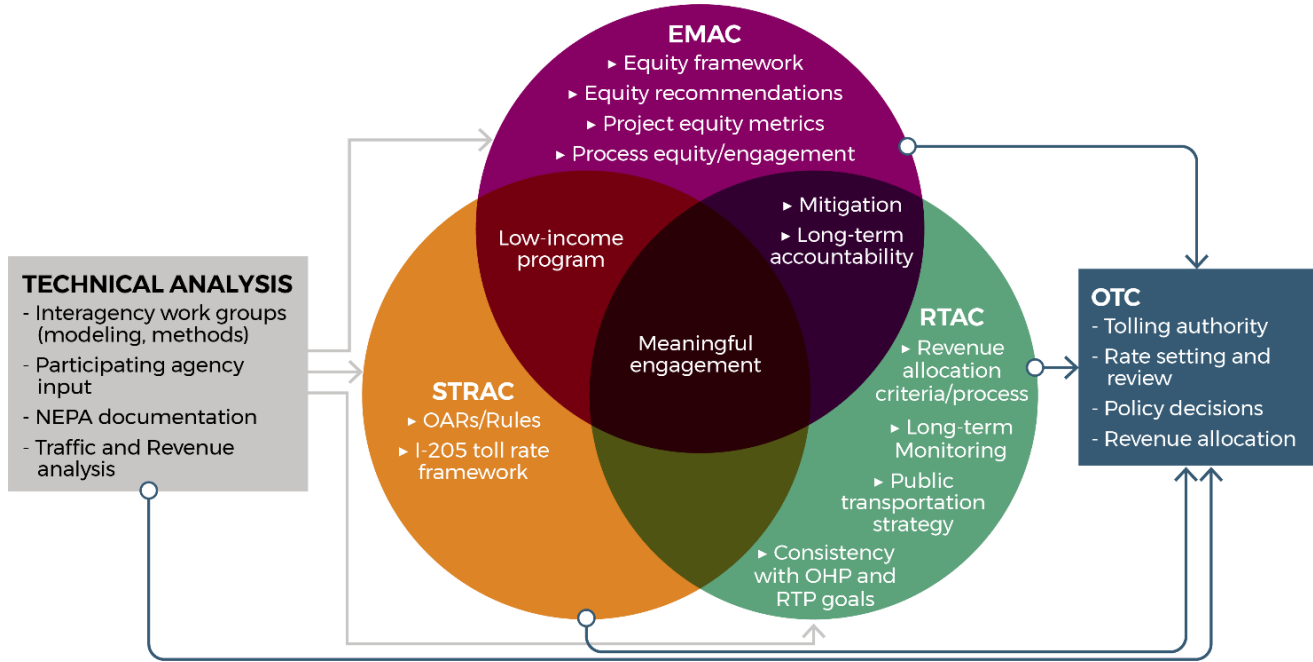 TECHNICAL ANALYSIS
- Interagency work groups
(modeling, methods)
- Participating agency
input
- NEPA documentation
- Traffic and Revenue
analysis
EMAC
▸ Equity framework
▸ Equity recommendations
▸ Project equity metrics
▸ Process equity/engagement
Low-income
program
▸ Mitigation
▸ Long-term
accountability
Meaningful
engagement
STRAC
▸ OARs/Rules
▸ I-205 toll rate
framework
RTAC
▸ Revenue
allocation
criteria/process
▸ Long-term
Monitoring
▸ Public
transportation
strategy
▸ Consistency
with OHP and
RTP goals
OTC
- Tolling authority
- Rate setting and
review
- Policy decisions
- Revenue allocation